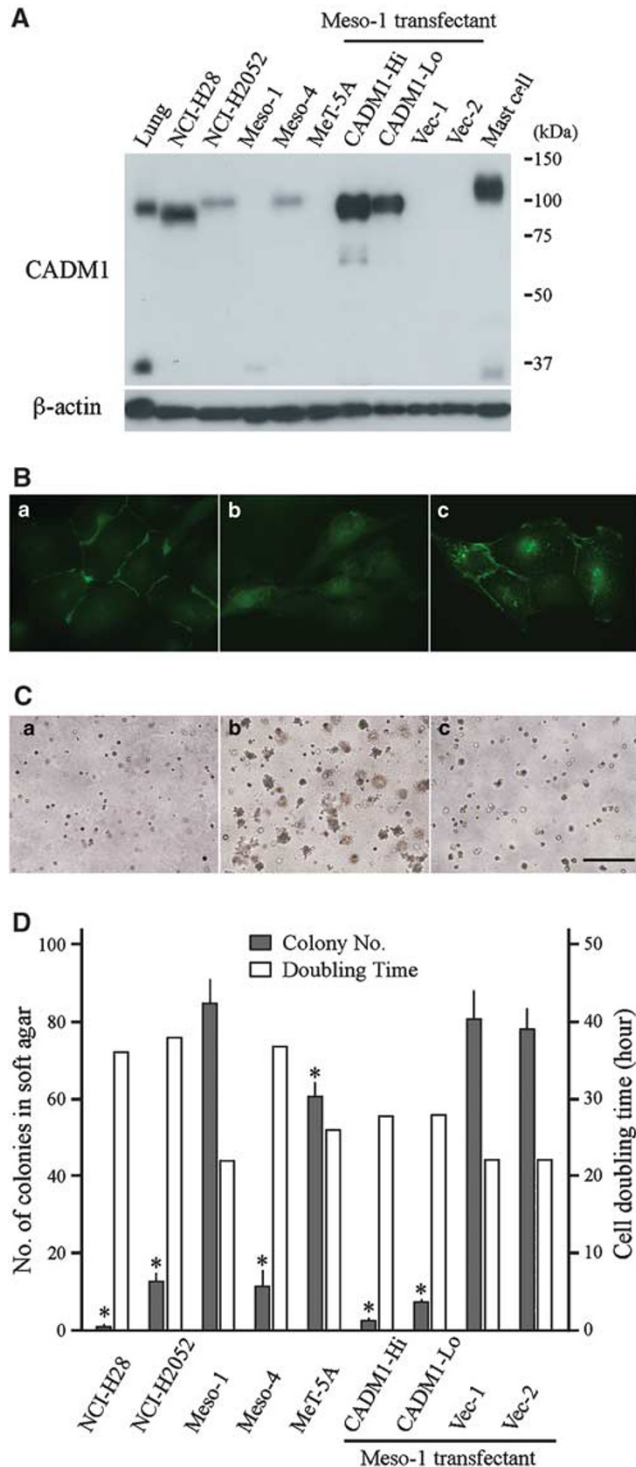 A
Meso-1 transfectant
Lung NCI-H28 NCI-H2052 Meso-1 Meso-4 MeT-5A CADM1-Hi CADM1-Lo Vec-1 Vec-2 Mast cell
(kDa)
-150
-100
-75
CADM1
-50
-37
β-actin
B
a b c
C
a b c
D
100 50
Colony No.
Doubling Time
80 40
60 30
40 20
20 10
0 0
No. of colonies in soft agar
Cell doubling time (hour)
* * * * * *
NCI-H28 NCI-H2052 Meso-1 Meso-4 MeT-5A CADM1-Hi CADM1-Lo Vec-1 Vec-2
Meso-1 transfectant